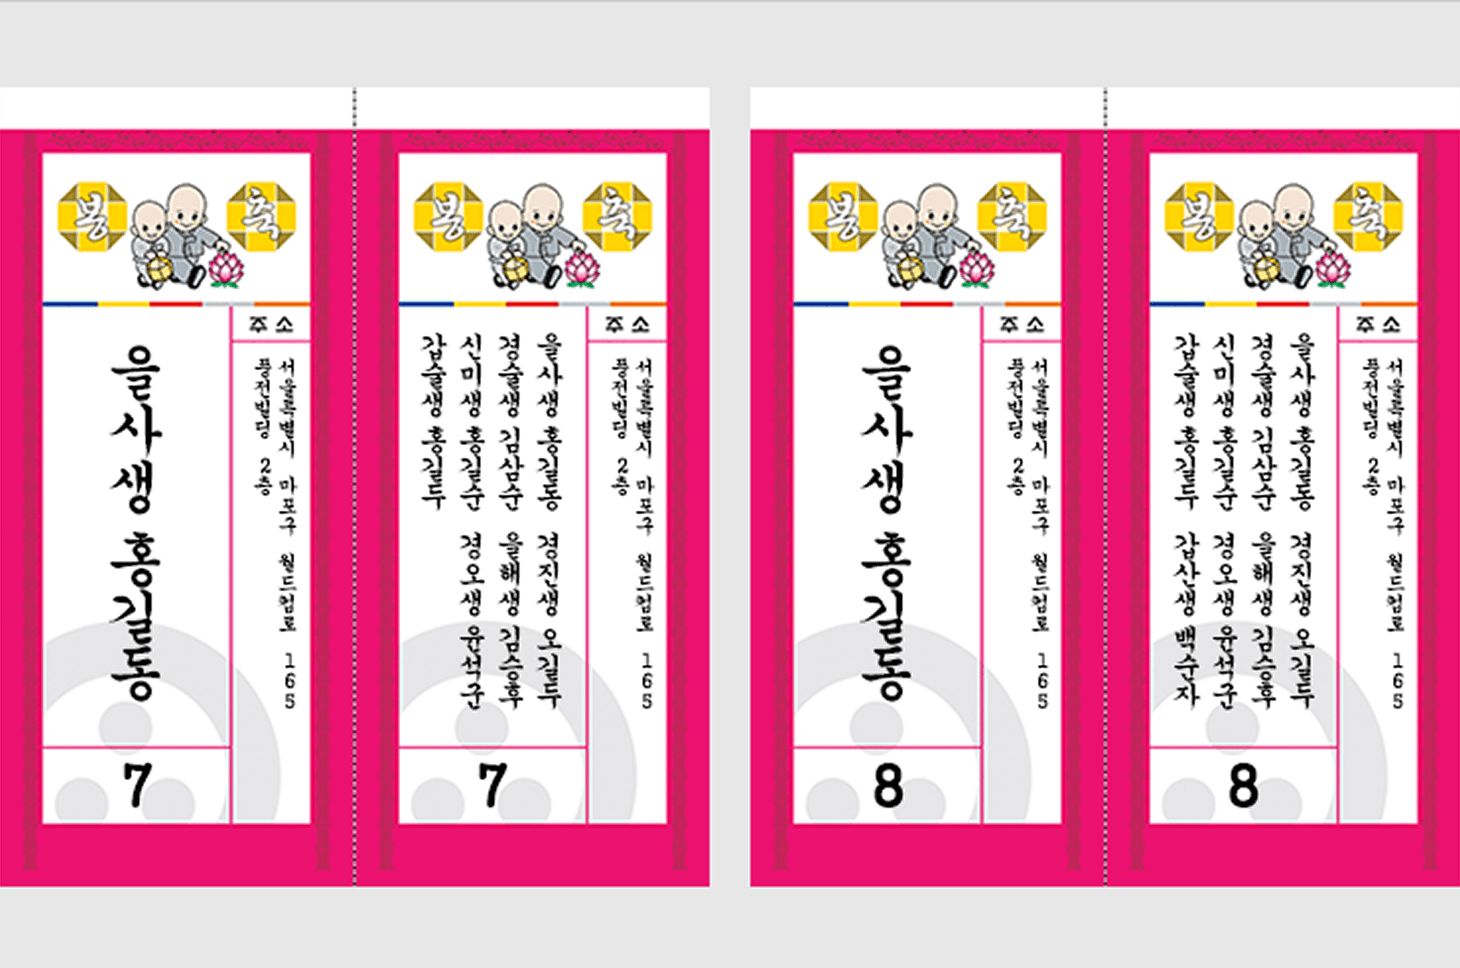 봉 축
주 소
서울특별시 마포구 월드컵로 165
풍전빌딩 2층
을사생 홍길동
7
봉 축
주 소
서울특별시 마포구 월드컵로 165
풍전빌딩 2층
을사생 홍길동 경진생 오길두
경술생 김삼순 을해생 김승후
신미생 홍길순 경오생 윤석군
갑술생 홍길두
7
봉 축
주 소
서울특별시 마포구 월드컵로 165
풍전빌딩 2층
을사생 홍길동
8
봉 축
주 소
서울특별시 마포구 월드컵로 165
풍전빌딩 2층
을사생 홍길동 경진생 오길두
경술생 김삼순 을해생 김승후
신미생 홍길순 경오생 윤석군
갑술생 홍길두 갑산생 백순자
8